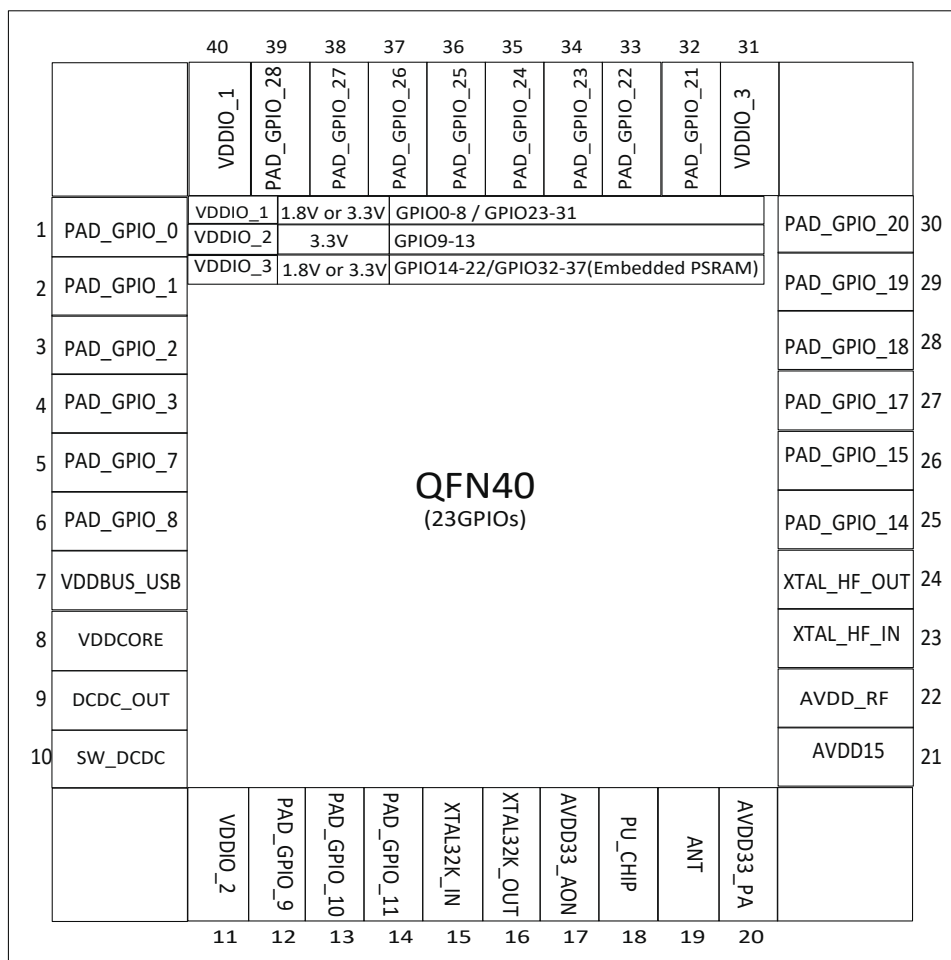 40 39 38 37 36 35 34 33 32 31
VDDIO_1
PAD_GPIO_28
PAD_GPIO_27
PAD_GPIO_26
PAD_GPIO_25
PAD_GPIO_24
PAD_GPIO_23
PAD_GPIO_22
PAD_GPIO_21
VDDIO_3
VDDIO_1 1.8V or 3.3V GPIO0-8 / GPIO23-31
VDDIO_2 3.3V GPIO9-13
VDDIO_3 1.8V or 3.3V GPIO14-22/GPIO32-37(Embedded PSRAM)
1 PAD_GPIO_0
2 PAD_GPIO_1
3 PAD_GPIO_2
4 PAD_GPIO_3
5 PAD_GPIO_7
6 PAD_GPIO_8
7 VDDBUS_USB
8 VDDCORE
9 DCDC_OUT
10 SW_DCDC
QFN40
(23GPIOs)
PAD_GPIO_20 30
PAD_GPIO_19 29
PAD_GPIO_18 28
PAD_GPIO_17 27
PAD_GPIO_15 26
PAD_GPIO_14 25
XTAL_HF_OUT 24
XTAL_HF_IN 23
AVDD_RF 22
AVDD15 21
VDDIO_2
PAD_GPIO_9
PAD_GPIO_10
PAD_GPIO_11
XTAL32K_IN
XTAL32K_OUT
AVDD33_AON
PU_CHIP
ANT
AVDD33_PA
11 12 13 14 15 16 17 18 19 20